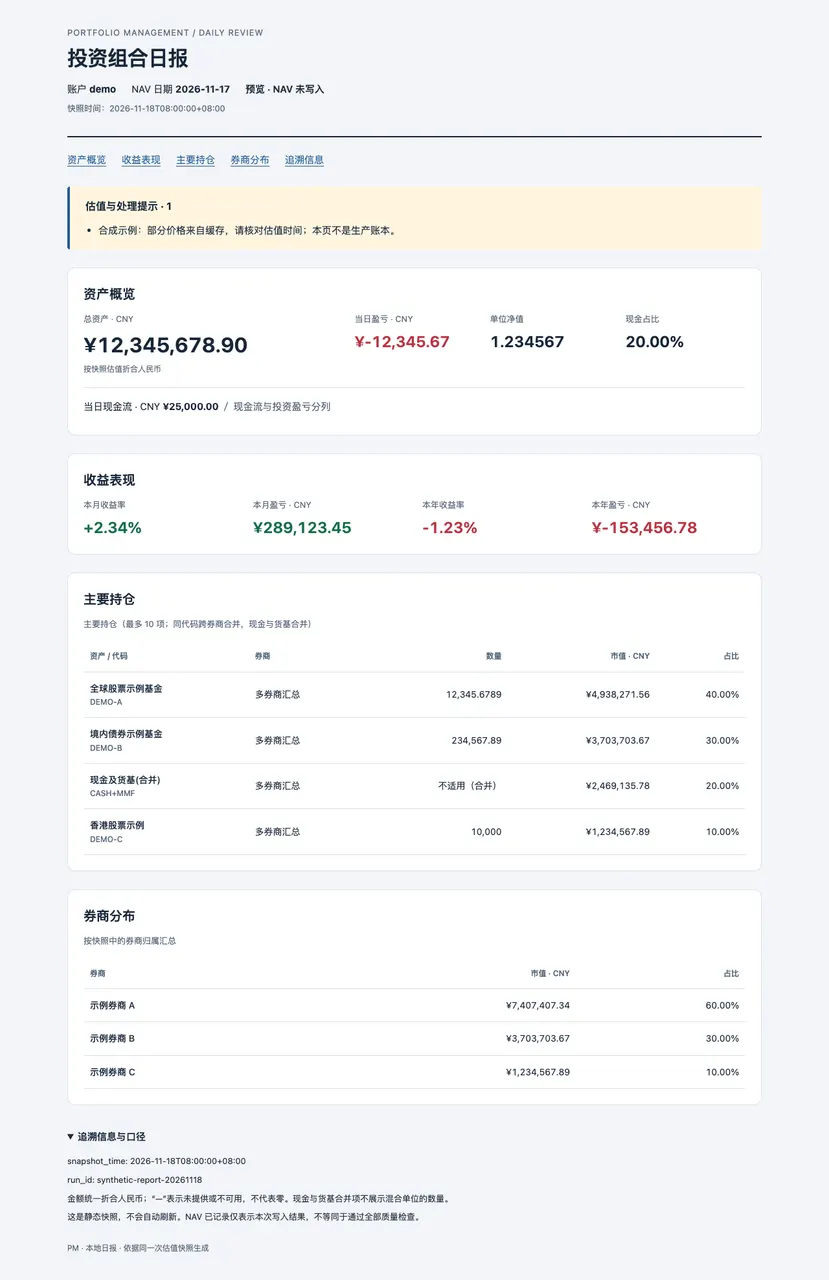 PORTFOLIO MANAGEMENT / DAILY REVIEW
投资组合日报
账户 demo NAV 日期 2026-11-17 预览 · NAV 未写入
快照时间：2026-11-18T08:00:00+08:00
资产概览 收益表现 主要持仓 券商分布 追溯信息
估值与处理提示 · 1
• 合成示例：部分价格来自缓存，请核对估值时间；本页不是生产账本。
资产概览
总资产 · CNY 当日盈亏 · CNY 单位净值 现金占比
¥12,345,678.90 ¥-12,345.67 1.234567 20.00%
按快照估值折合人民币
当日现金流 · CNY ¥25,000.00 / 现金流与投资盈亏分列
收益表现
本月收益率 本月盈亏 · CNY 本年收益率 本年盈亏 · CNY
+2.34% ¥289,123.45 -1.23% ¥-153,456.78
主要持仓
主要持仓（最多 10 项；同代码跨券商合并，现金与货基合并）
资产 / 代码 券商 数量 市值 · CNY 占比
全球股票示例基金
DEMO-A 多券商汇总 12,345.6789 ¥4,938,271.56 40.00%
境内债券示例基金
DEMO-B 多券商汇总 234,567.89 ¥3,703,703.67 30.00%
现金及货基(合并)
CASH+MMF 多券商汇总 不适用（合并） ¥2,469,135.78 20.00%
香港股票示例
DEMO-C 多券商汇总 10,000 ¥1,234,567.89 10.00%
券商分布
按快照中的券商归属汇总
券商 市值 · CNY 占比
示例券商 A ¥7,407,407.34 60.00%
示例券商 B ¥3,703,703.67 30.00%
示例券商 C ¥1,234,567.89 10.00%
▼ 追溯信息与口径
snapshot_time: 2026-11-18T08:00:00+08:00
run_id: synthetic-report-20261118
金额统一折合人民币；“—”表示未提供或不可用，不代表零。现金与货基合并项不展示混合单位的数量。
这是静态快照，不会自动刷新。NAV 已记录仅表示本次写入结果，不等同于通过全部质量检查。
PM · 本地日报 · 依据同一次估值快照生成